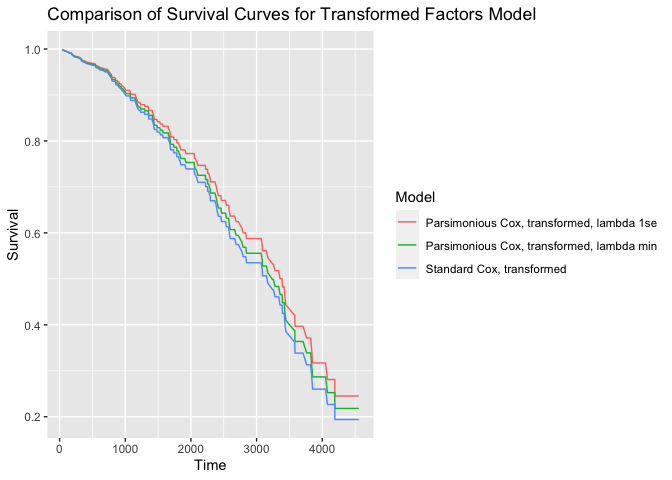 Comparison of Survival Curves for Transformed Factors Model
1.0
0.8
0.6
0.4
0.2
Survival
0
1000
2000
3000
4000
Time
Model
Parsimonious Cox, transformed, lambda 1se
Parsimonious Cox, transformed, lambda min
Standard Cox, transformed